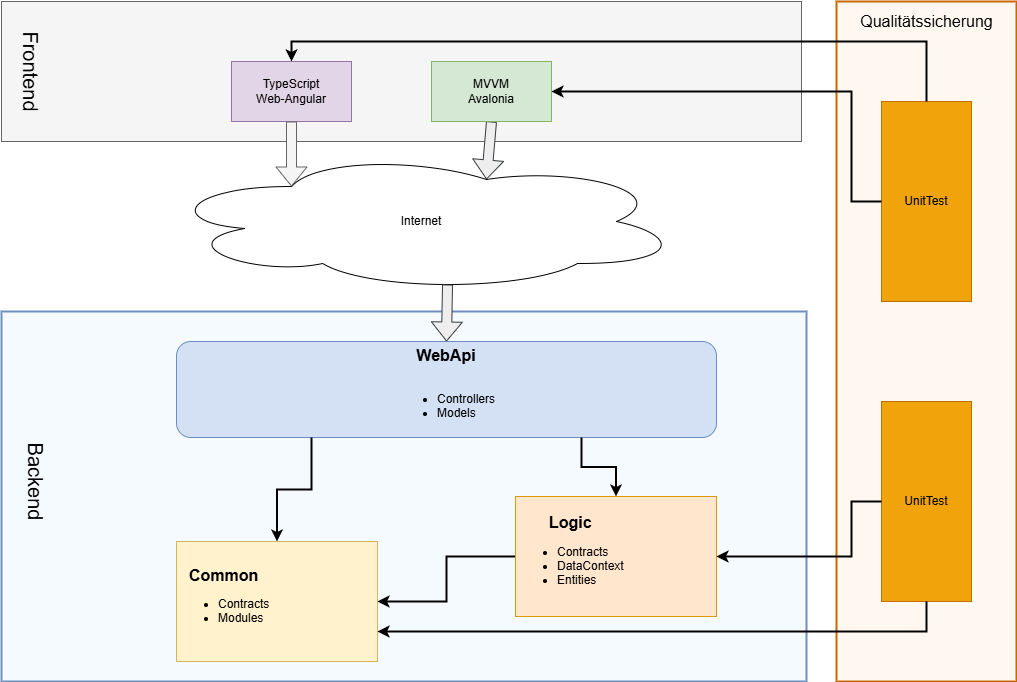 Frontend
Qualitätssicherung
TypeScript
Web-Angular
MVVM
Avalonia
UnitTest
Internet
Backend
WebApi
Controllers
Models
Logic
Contracts
DataContext
Entities
UnitTest
Common
Contracts
Modules